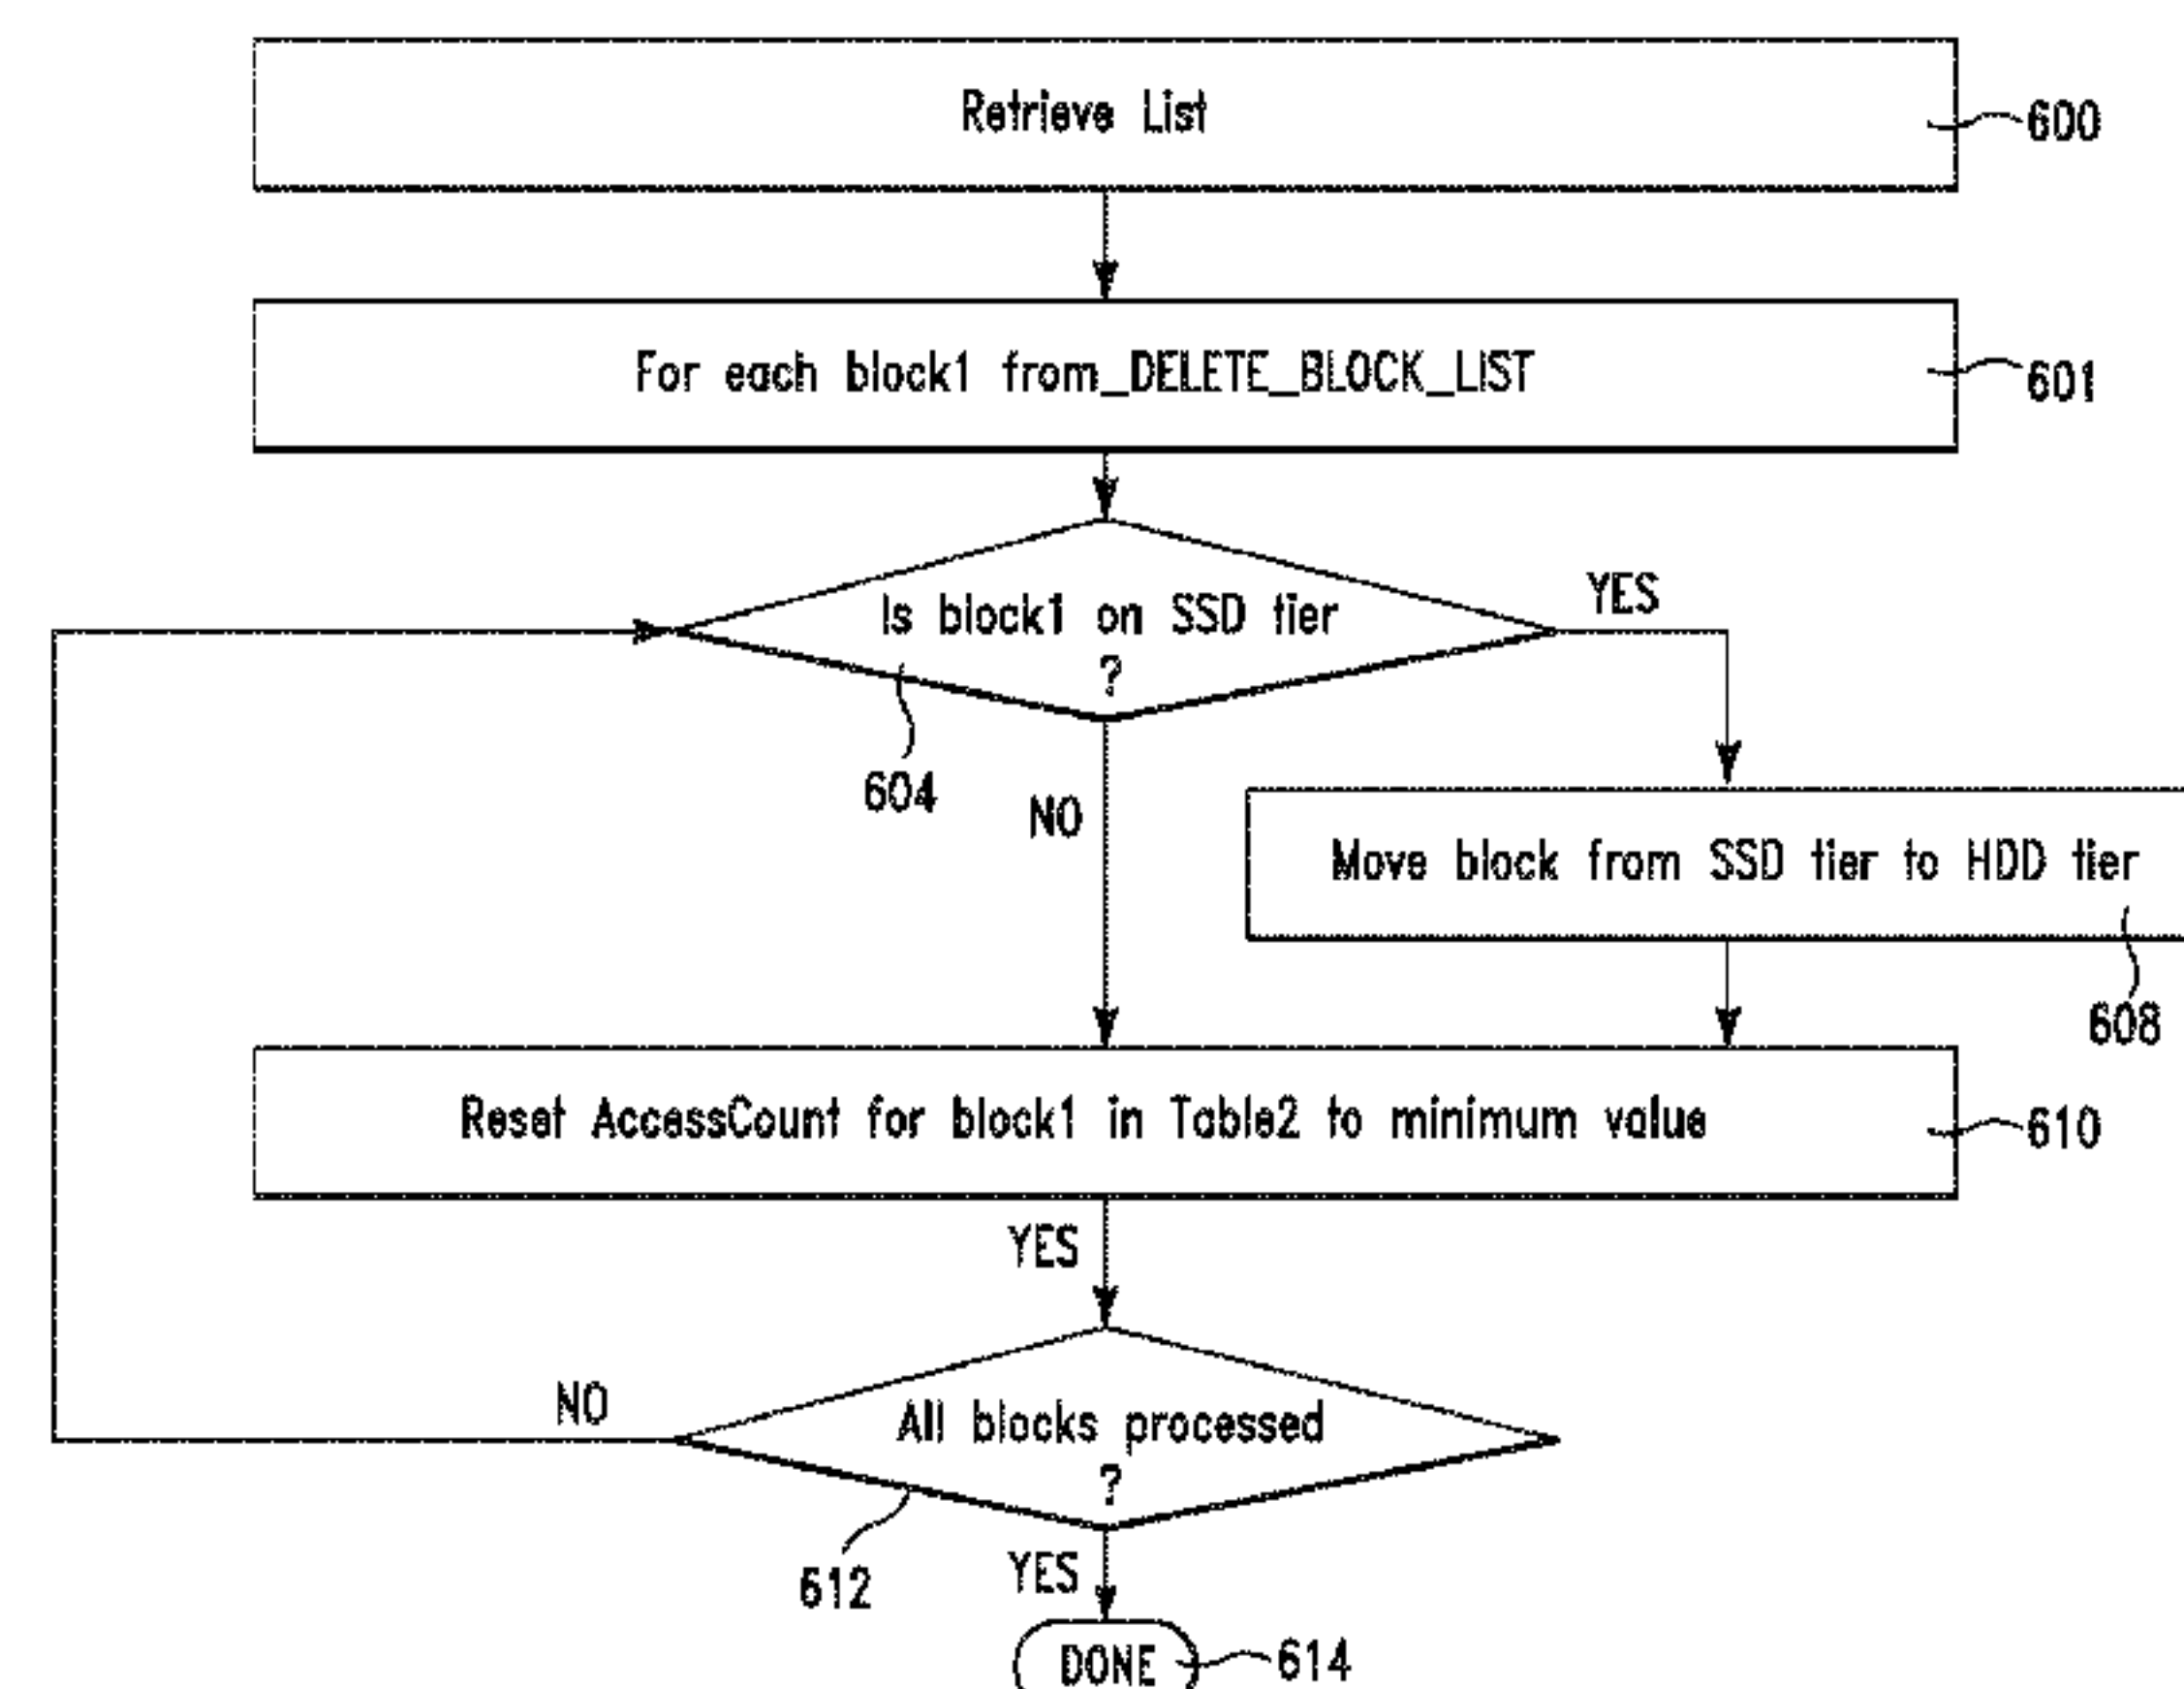 Retrieve List
600
For each block1 from_DELETE_BLOCK_LIST
601
Is block1 on SSD tier
?
YES
604
NO
Move block from SSD tier to HDD tier
608
Reset AccessCount for block1 in Table2 to minimum value
610
YES
NO
All blocks processed
?
612
YES
DONE
614